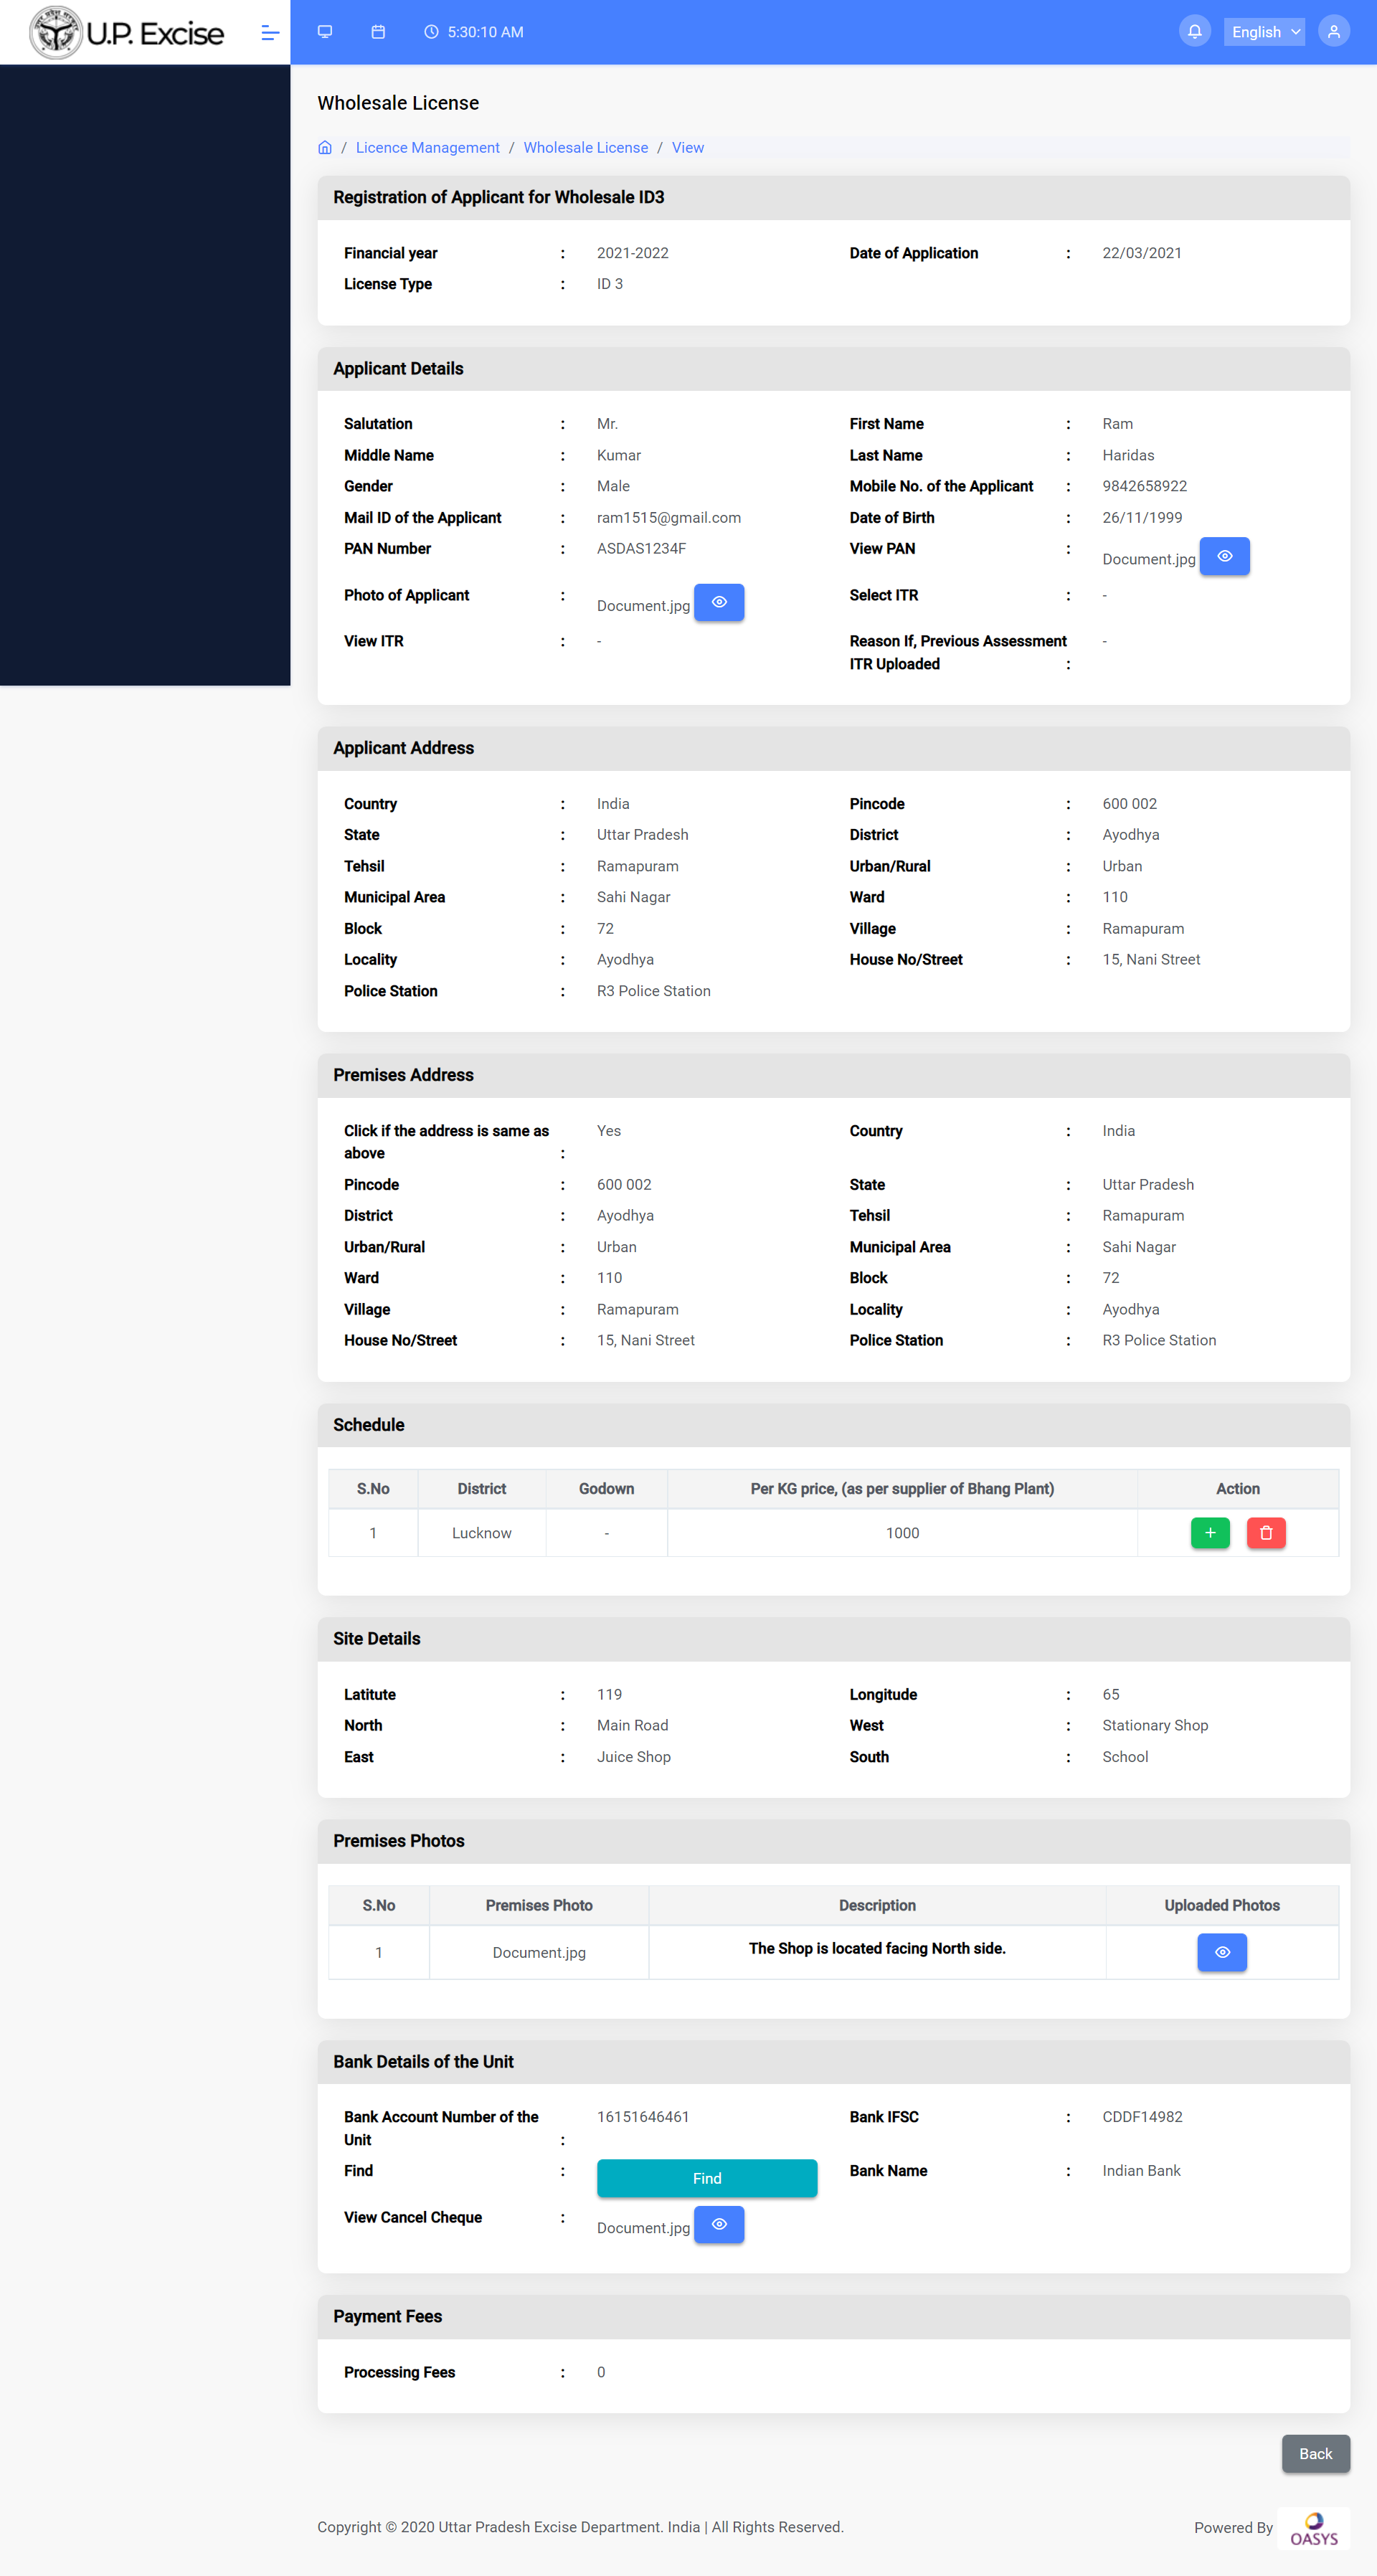 U.P. Excise
5:30:10 AM
English
Wholesale License
/ Licence Management / Wholesale License / View
Registration of Applicant for Wholesale ID3
Financial year : 2021-2022 Date of Application : 22/03/2021
License Type : ID 3
Applicant Details
Salutation : Mr. First Name : Ram
Middle Name : Kumar Last Name : Haridas
Gender : Male Mobile No. of the Applicant : 9842658922
Mail ID of the Applicant : ram1515@gmail.com Date of Birth : 26/11/1999
PAN Number : ASDAS1234F View PAN : Document.jpg
Photo of Applicant : Document.jpg Select ITR : -
View ITR : - Reason If, Previous Assessment -
ITR Uploaded :
Applicant Address
Country : India Pincode : 600 002
State : Uttar Pradesh District : Ayodhya
Tehsil : Ramapuram Urban/Rural : Urban
Municipal Area : Sahi Nagar Ward : 110
Block : 72 Village : Ramapuram
Locality : Ayodhya House No/Street : 15, Nani Street
Police Station : R3 Police Station
Premises Address
Click if the address is same as Yes Country : India
above :
Pincode : 600 002 State : Uttar Pradesh
District : Ayodhya Tehsil : Ramapuram
Urban/Rural : Urban Municipal Area : Sahi Nagar
Ward : 110 Block : 72
Village : Ramapuram Locality : Ayodhya
House No/Street : 15, Nani Street Police Station : R3 Police Station
Schedule
S.No District Godown Per KG price, (as per supplier of Bhang Plant) Action
1 Lucknow - 1000
Site Details
Latitute : 119 Longitude : 65
North : Main Road West : Stationary Shop
East : Juice Shop South : School
Premises Photos
S.No Premises Photo Description Uploaded Photos
1 Document.jpg The Shop is located facing North side.
Bank Details of the Unit
Bank Account Number of the 16151646461 Bank IFSC : CDDF14982
Unit :
Find : Find Bank Name : Indian Bank
View Cancel Cheque : Document.jpg
Payment Fees
Processing Fees : 0
Back
Copyright © 2020 Uttar Pradesh Excise Department. India | All Rights Reserved. Powered By OASYS